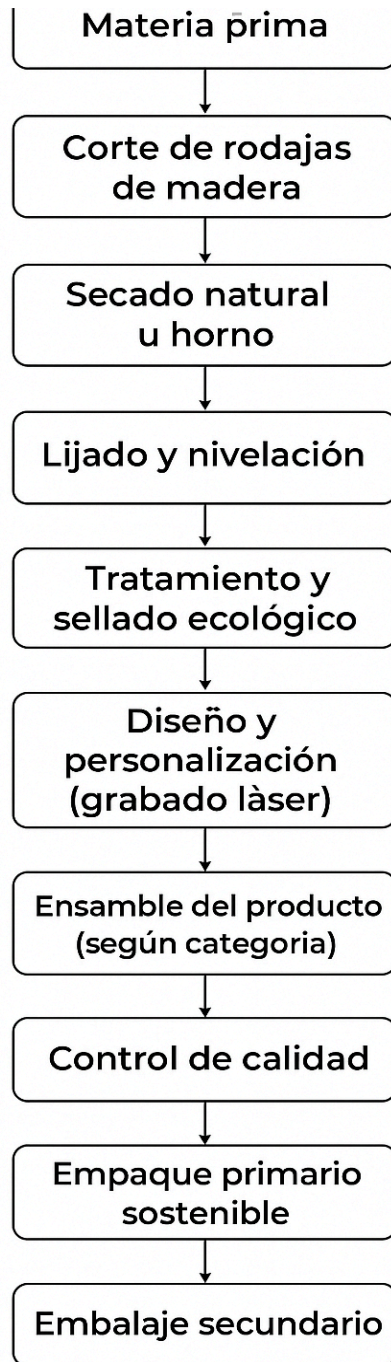 Materia prima
Corte de rodajas
de madera
Secado natural
u horno
Lijado y nivelación
Tratamiento y
sellado ecológico
Diseño y
personalización
(grabado làser)
Ensamble del producto
(según categoria)
Control de calidad
Empaque primario
sostenible
Embalaje secundario